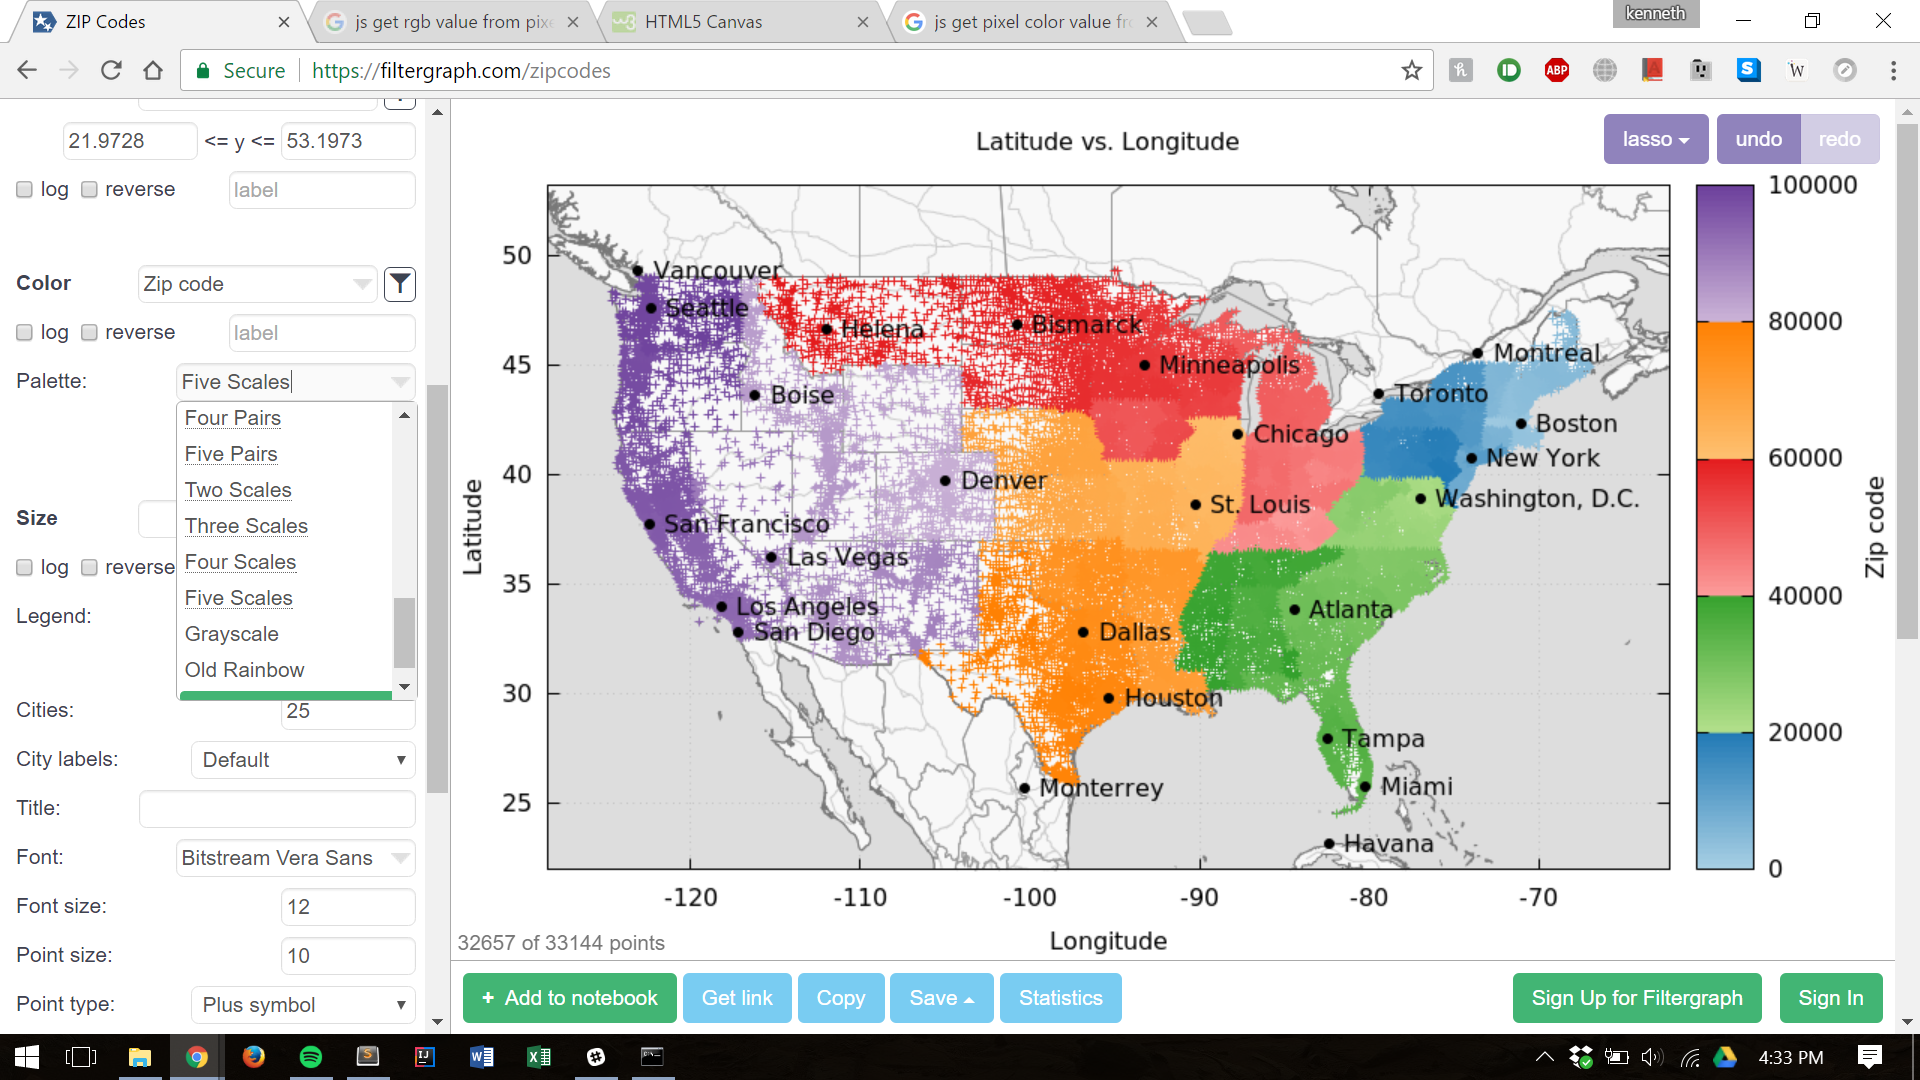 ZIP Codes
js get rgb value from pixe
HTML5 Canvas
js get pixel color value fr
kenneth
Secure
https://filtergraph.com/zipcodes
ABP
S
W
21.9728 <= y <= 53.1973
log reverse label
Color Zip code
log reverse label
Palette: Five Scales
Four Pairs
Five Pairs
Two Scales
Three Scales
Four Scales
Five Scales
Grayscale
Old Rainbow
Size
log reverse
Legend:
Cities: 25
City labels: Default
Title:
Font: Bitstream Vera Sans
Font size: 12
Point size: 10
Point type: Plus symbol
Latitude vs. Longitude
lasso
undo
redo
50
45
40
35
30
25
Latitude
-120
-110
-100
-90
-80
-70
Longitude
Vancouver
Seattle
Helena
Bismarck
Minneapolis
Montreal
Toronto
Boise
Boston
Chicago
New York
Denver
Washington, D.C.
St. Louis
San Francisco
Las Vegas
Los Angeles
San Diego
Atlanta
Dallas
Houston
Tampa
Miami
Monterrey
Havana
100000
80000
60000
40000
20000
0
Zip code
32657 of 33144 points
+ Add to notebook
Get link
Copy
Save
Statistics
Sign Up for Filtergraph
Sign In
4:33 PM